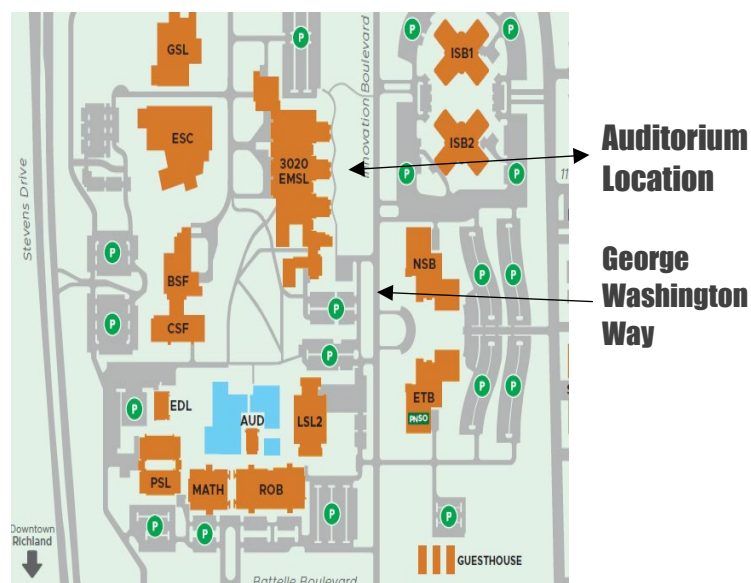 P
GSL
ISB1
ESC
ISB2
P
P
3020
EMSL
Innovation Boulevard
Auditorium
Location
11
Stevens Drive
P
P
P
P
BSF
NSB
P
P
George
Washington
Way
P
P
CSF
P
P
P
P
EDL
AUD
LSL2
ETB
PNSO
PSL
MATH
ROB
P
P
P
P
Downtown
Richland
GUESTHOUSE
Battelle Boulevard